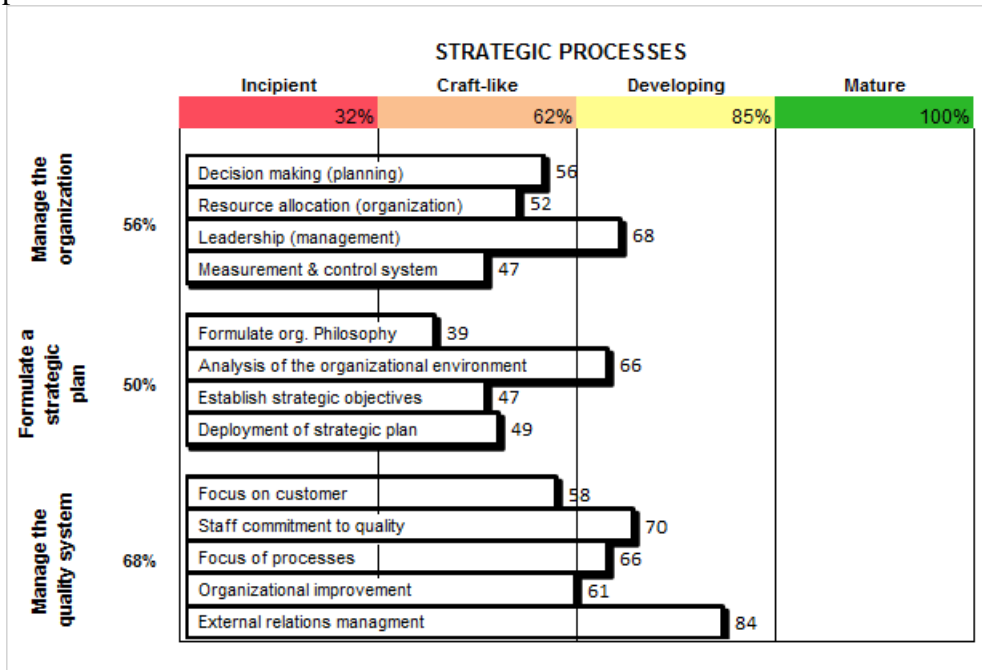 STRATEGIC PROCESSES
Incipient Craft-like Developing Mature
32% 62% 85% 100%
Manage the
organization
56%
Decision making (planning) 56
Resource allocation (organization) 52
Leadership (management) 68
Measurement & control system 47
Formulate a
strategic
plan
50%
Formulate org. Philosophy 39
Analysis of the organizational environment 66
Establish strategic objectives 47
Deployment of strategic plan 49
Manage the
quality system
68%
Focus on customer 58
Staff commitment to quality 70
Focus of processes 66
Organizational improvement 61
External relations managment 84